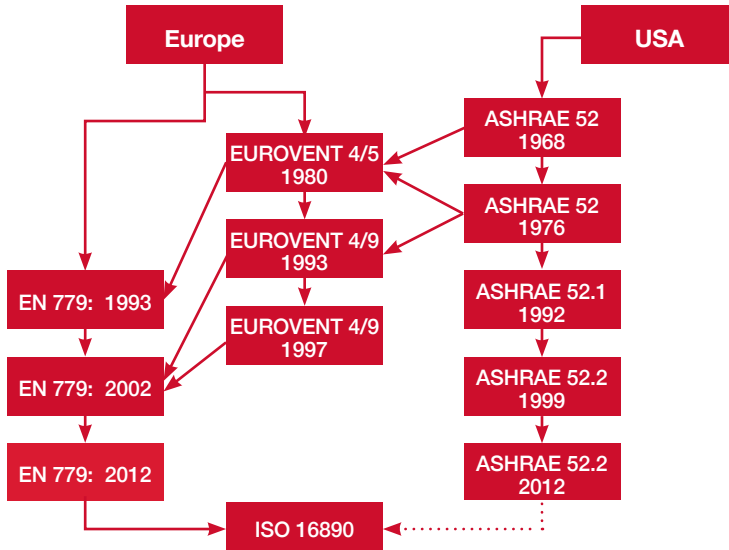 Europe
USA
ASHRAE 52
1968
EUROVENT 4/5
1980
ASHRAE 52
1976
EUROVENT 4/9
1993
EN 779:  1993
ASHRAE 52.1
1992
EUROVENT 4/9
1997
EN 779:  2002
ASHRAE 52.2
1999
EN 779:  2012
ASHRAE 52.2
2012
ISO 16890